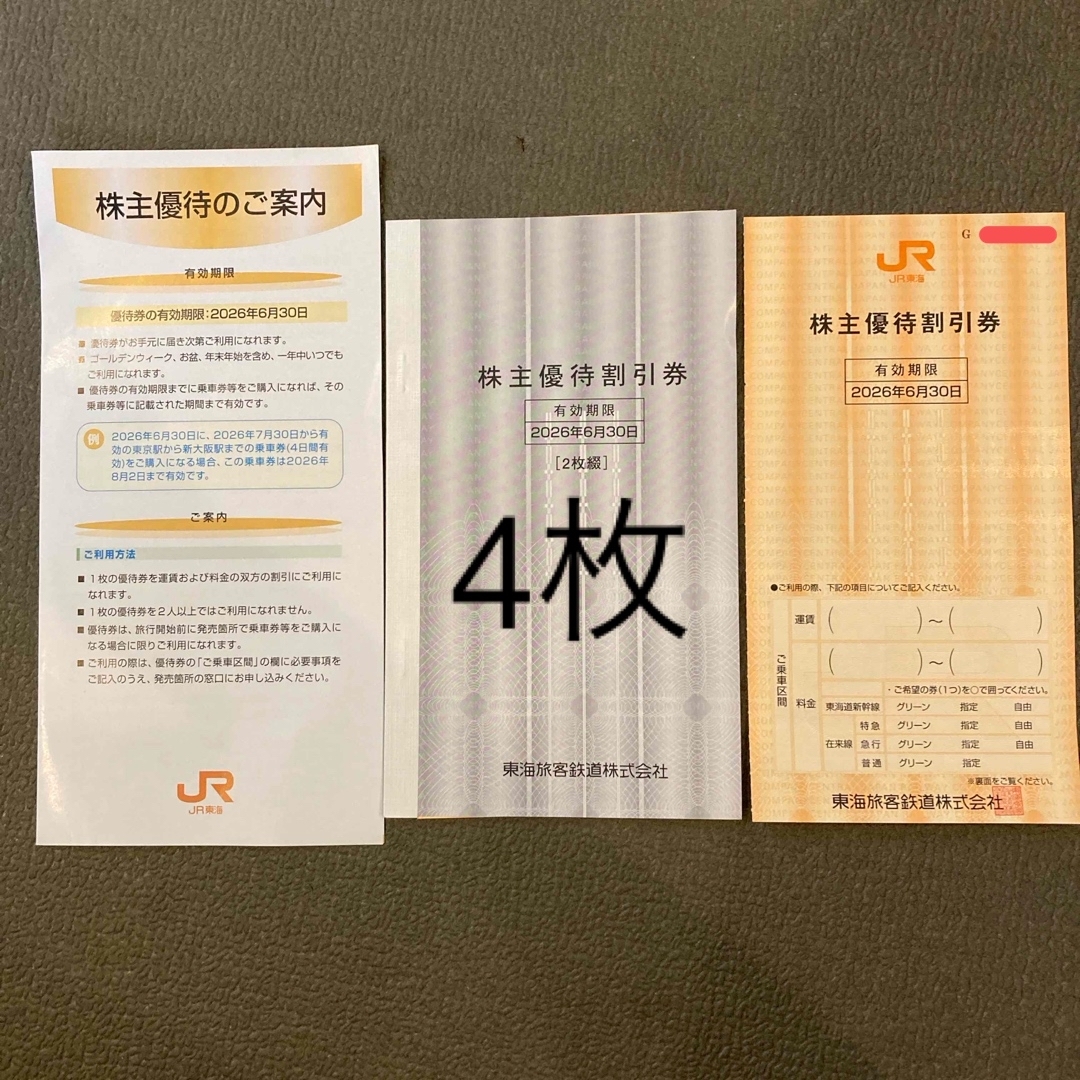 株主優待のご案内
有効期限
優待券の有効期限:2026年6月30日
■ 優待券がお手元に届き次第ご利用になれます。
■ ゴールデンウィーク、お盆、年末年始を含め、一年中いつでも
ご利用になれます。
■ 優待券の有効期限までに乗車券等をご購入になれば、その
乗車券等に記載された期間まで有効です。
例
2026年6月30日に、2026年7月30日から有
効の東京駅から新大阪駅までの乗車券(4日間有
効)をご購入になる場合、この乗車券は2026年
8月2日まで有効です。
ご案内
ご利用方法
■ 1枚の優待券を運賃および料金の双方の割引にご利用に
なれます。
■ 1枚の優待券を2人以上ではご利用になれません。
■ 優待券は、旅行開始前に発売箇所で乗車券等をご購入に
なる場合に限りご利用になれます。
■ ご利用の際は、優待券の「ご乗車区間」の欄に必要事項を
ご記入のうえ、発売箇所の窓口にお申し込みください。
JR
JR東海
株主優待割引券
有効期限
2026年6月30日
[2枚綴]
4枚
東海旅客鉄道株式会社
G
JR
JR東海
株主優待割引券
有効期限
2026年6月30日
●ご利用の際、下記の項目についてご記入ください。
ご乗車区間
運賃 ( )~( )
料金 ( )~( )
・ご希望の券(1つ)を○で囲ってください。
東海道新幹線 グリーン 指定 自由
在来線 特急 グリーン 指定 自由
急行 グリーン 指定 自由
普通 グリーン 指定
※裏面をご覧ください。
東海旅客鉄道株式会社